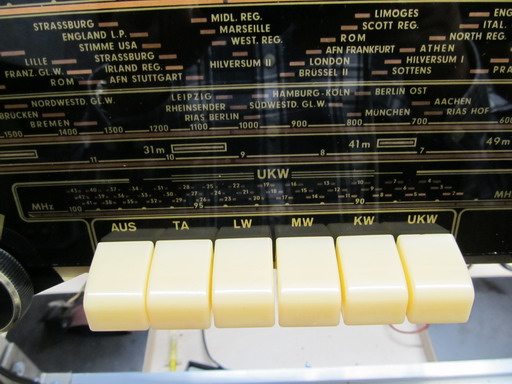 STRASSBURG MIDL. REG. LIMOGES ENG
ENGLAND L.P. MARSEILLE SCOTT REG. ITAL.
STIMME USA WEST. REG. ROM NORTH REG.
LILLE STRASSBURG AFN FRANKFURT ATHEN
FRANZ. GL.W. IRLAND REG. HILVERSUM II LONDON HILVERSUM I
ROM AFN STUTTGART BRÜSSEL II SOTTENS PRA
NORDWESTD. GL.W. LEIPZIG HAMBURG-KÖLN BERLIN OST
BRÜCKEN RHEINSENDER SÜDWESTD. GL.W. AACHEN
BREMEN RIAS BERLIN MÜNCHEN RIAS HOF
1500 1400 1300 1200 1100 1000 900 800 700 600
31m 41m 49m
11 10 9 8 7
UKW
MHz 100 95 90 MHz
AUS TA LW MW KW UKW